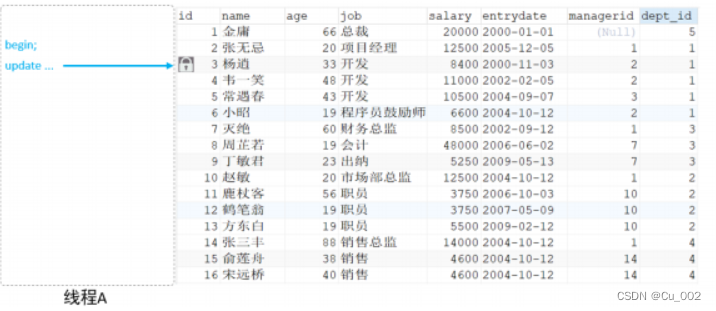 id name age job salary entrydate managerid dept_id
1 金庸 66 总裁 20000 2000-01-01 (Null) 5
begin;
2 张无忌 20 项目经理 12500 2005-12-05 1 1
update ...
3 杨逍 33 开发 8400 2000-11-03 2 1
4 韦一笑 48 开发 11000 2002-02-05 2 1
5 常遇春 43 开发 10500 2004-09-07 3 1
6 小昭 19 程序员鼓励师 6600 2004-10-12 2 1
7 灭绝 60 财务总监 8500 2002-09-12 1 3
8 周芷若 19 会计 48000 2006-06-02 7 3
9 丁敏君 23 出纳 5250 2009-05-13 7 3
10 赵敏 20 市场部总监 12500 2004-10-12 1 2
11 鹿杖客 56 职员 3750 2006-10-03 10 2
12 鹤笔翁 19 职员 3750 2007-05-09 10 2
13 方东白 19 职员 5500 2009-02-12 10 2
14 张三丰 88 销售总监 14000 2004-10-12 1 4
15 俞莲舟 38 销售 4600 2004-10-12 14 4
16 宋远桥 40 销售 4600 2004-10-12 14 4
线程A
CSDN @Cu_002